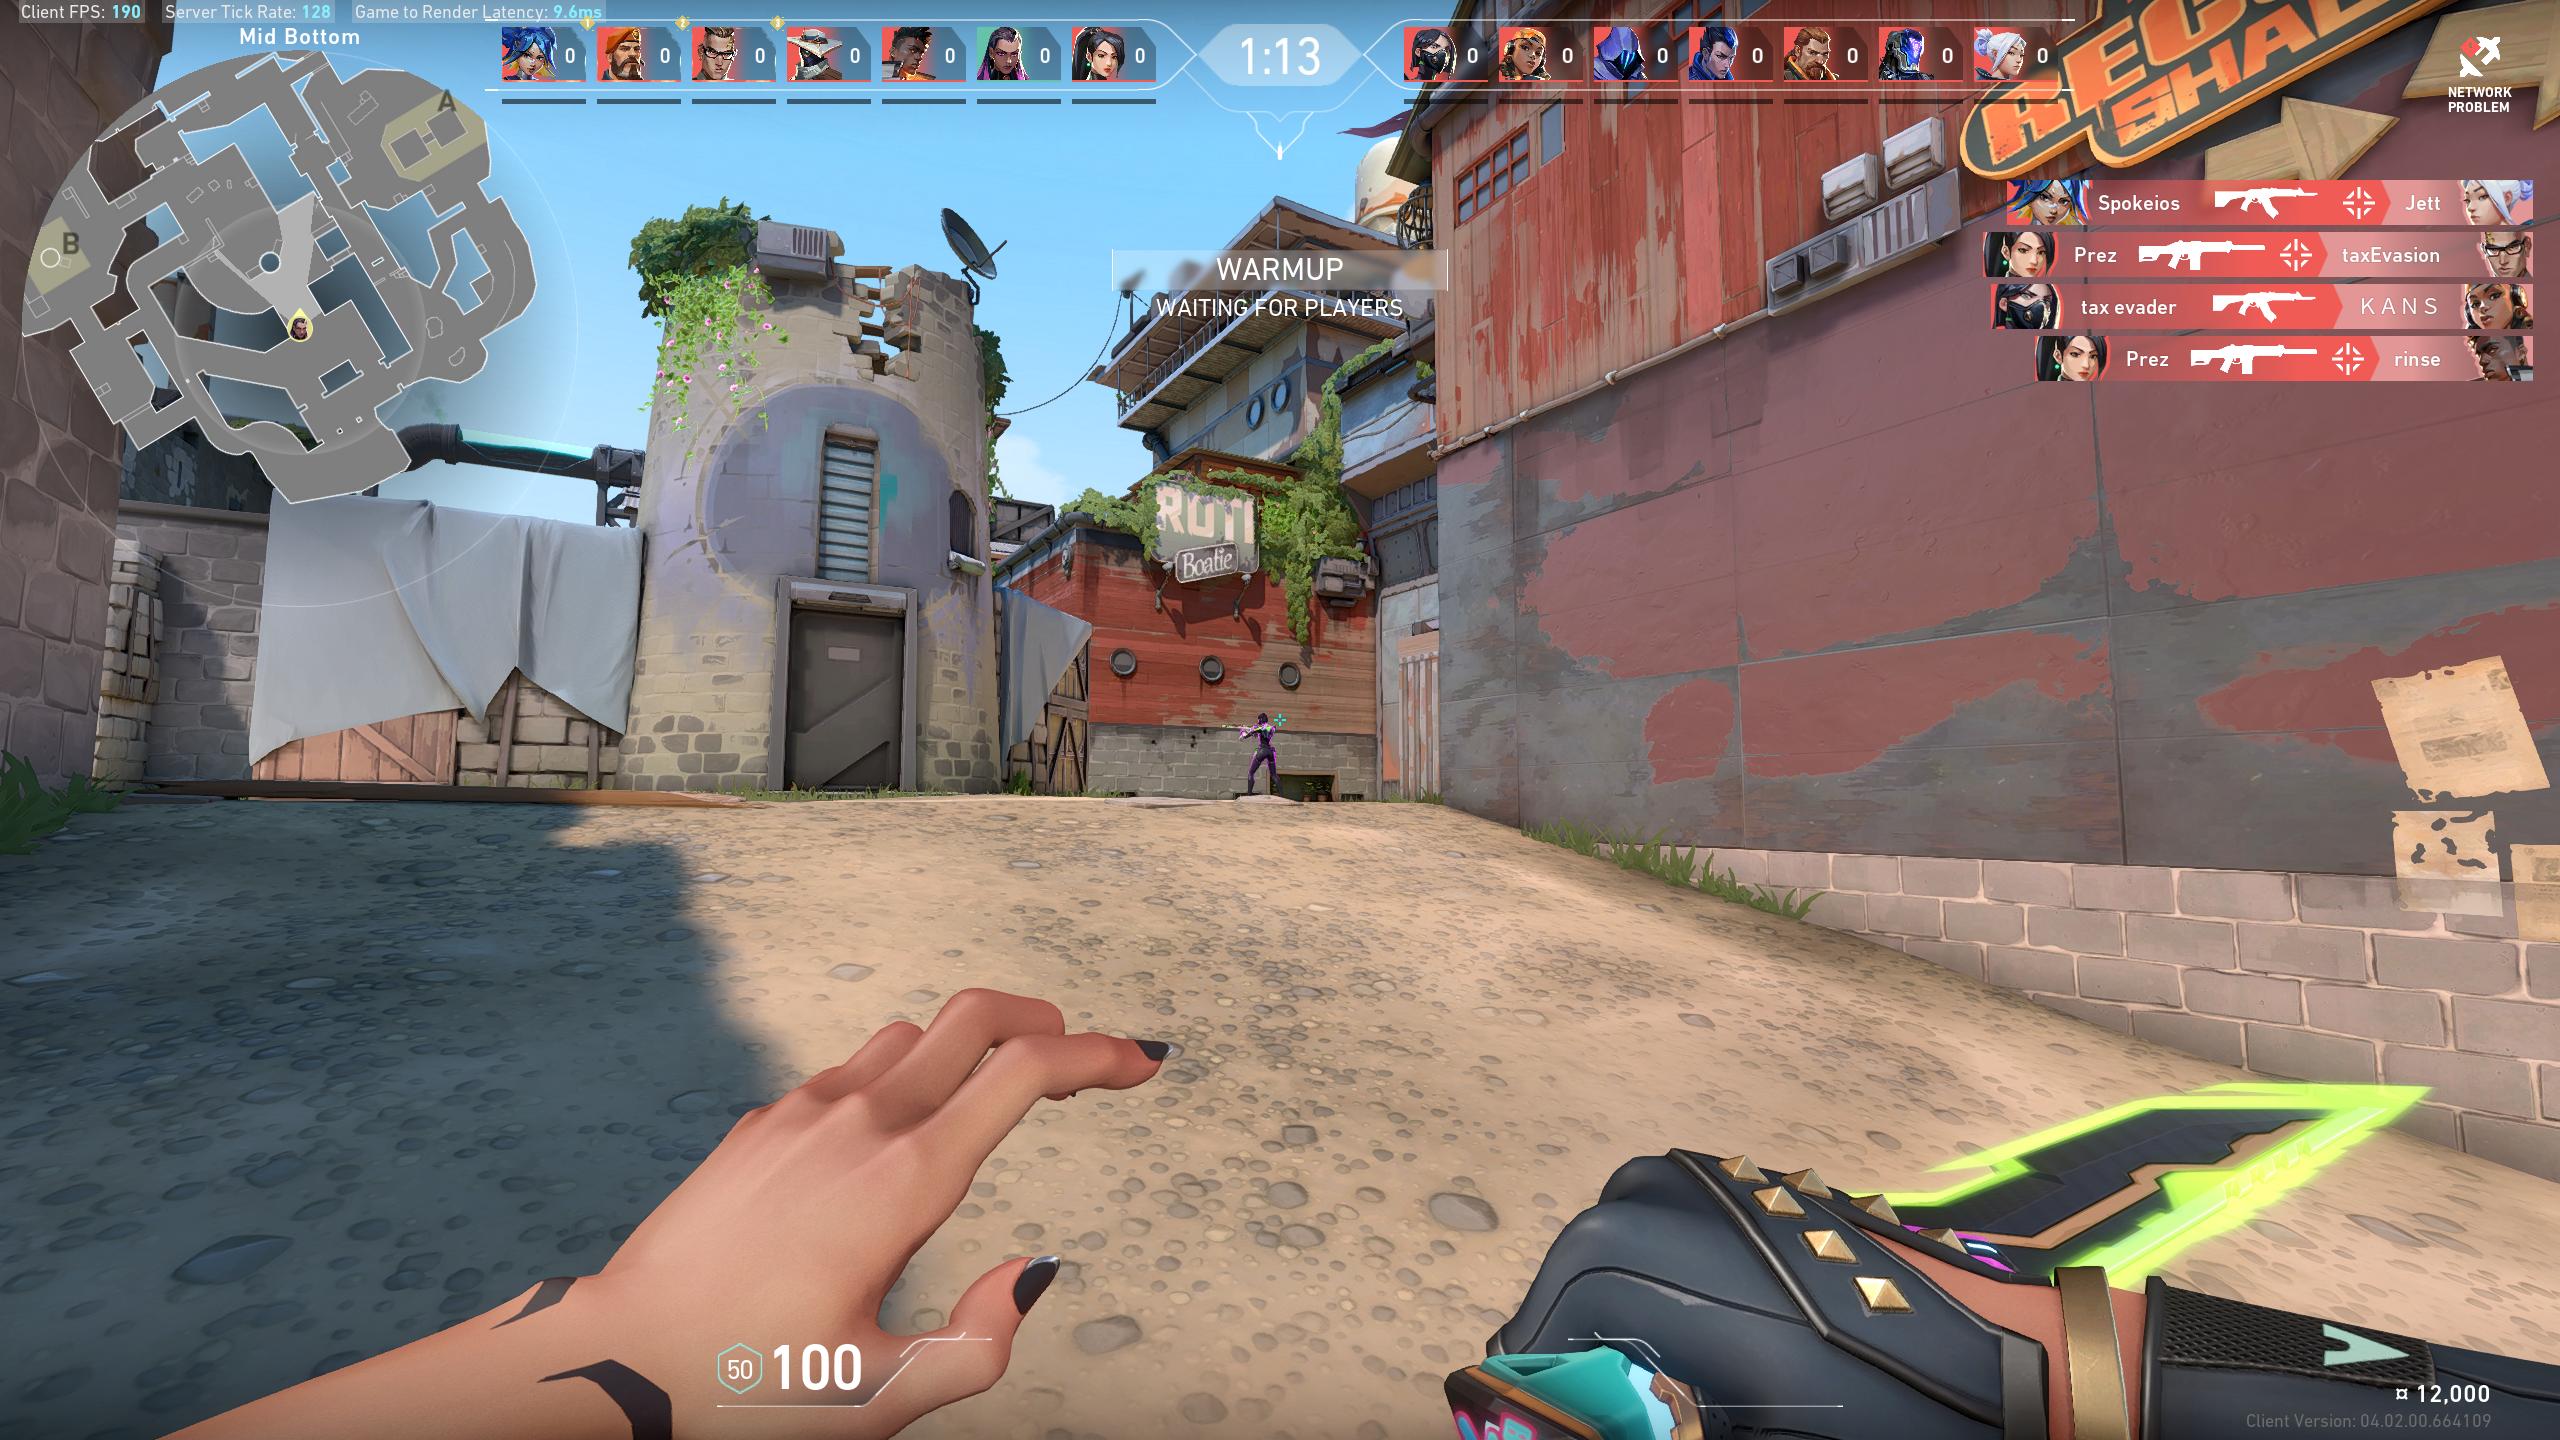 Client FPS: 190 Server Tick Rate: 128 Game to Render Latency: 9.6ms
Mid Bottom
A
B
0 0 0 0 0 0 0
1:13
0 0 0 0 0 0 0
NETWORK
PROBLEM
WARMUP
WAITING FOR PLAYERS
Spokeios Jett
Prez taxEvasion
tax evader KANS
Prez rinse
ROTI
Boatie
50 100
¤ 12,000
Client Version: 04.02.00.664109